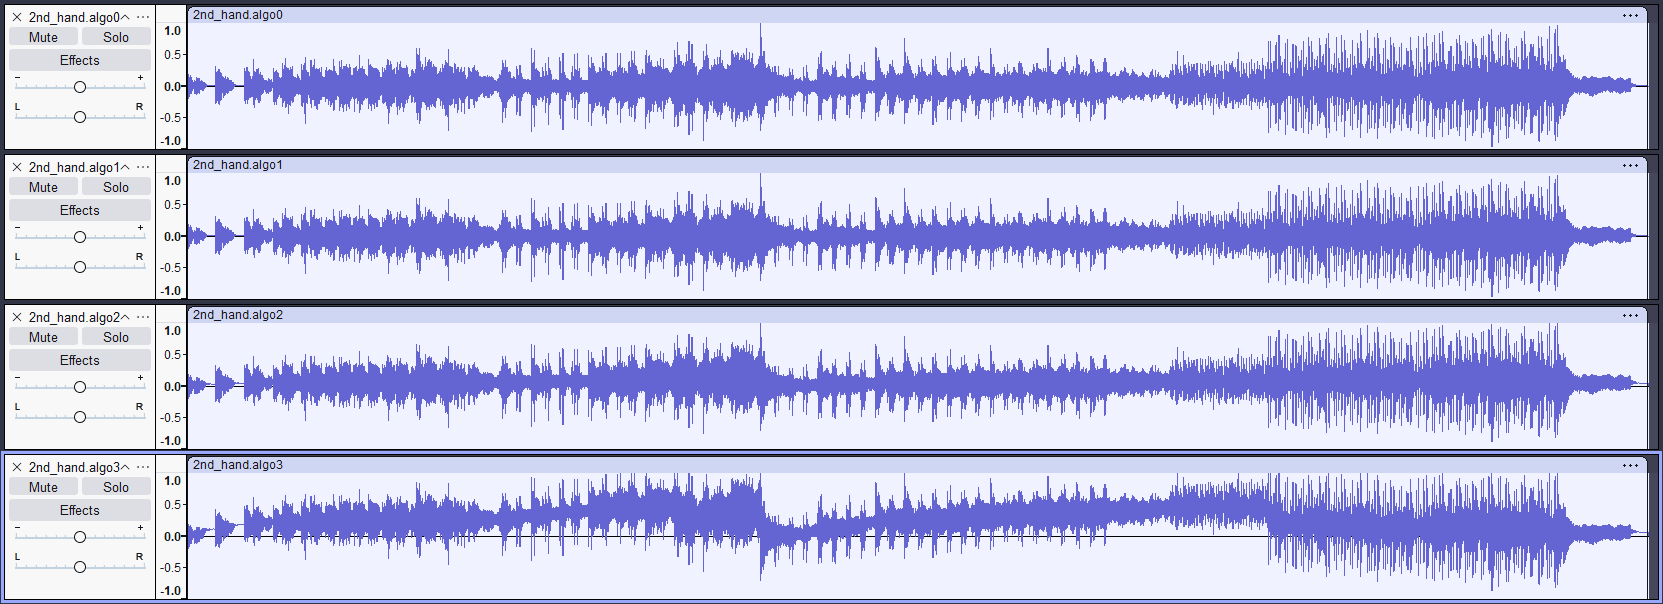 2nd_hand.algo0 ...
Mute Solo
Effects
- +
L R
1.0
0.5
0.0
-0.5
-1.0
2nd_hand.algo0 ...
2nd_hand.algo1 ...
Mute Solo
Effects
- +
L R
1.0
0.5
0.0
-0.5
-1.0
2nd_hand.algo1 ...
2nd_hand.algo2 ...
Mute Solo
Effects
- +
L R
1.0
0.5
0.0
-0.5
-1.0
2nd_hand.algo2 ...
2nd_hand.algo3 ...
Mute Solo
Effects
- +
L R
1.0
0.5
0.0
-0.5
-1.0
2nd_hand.algo3 ...